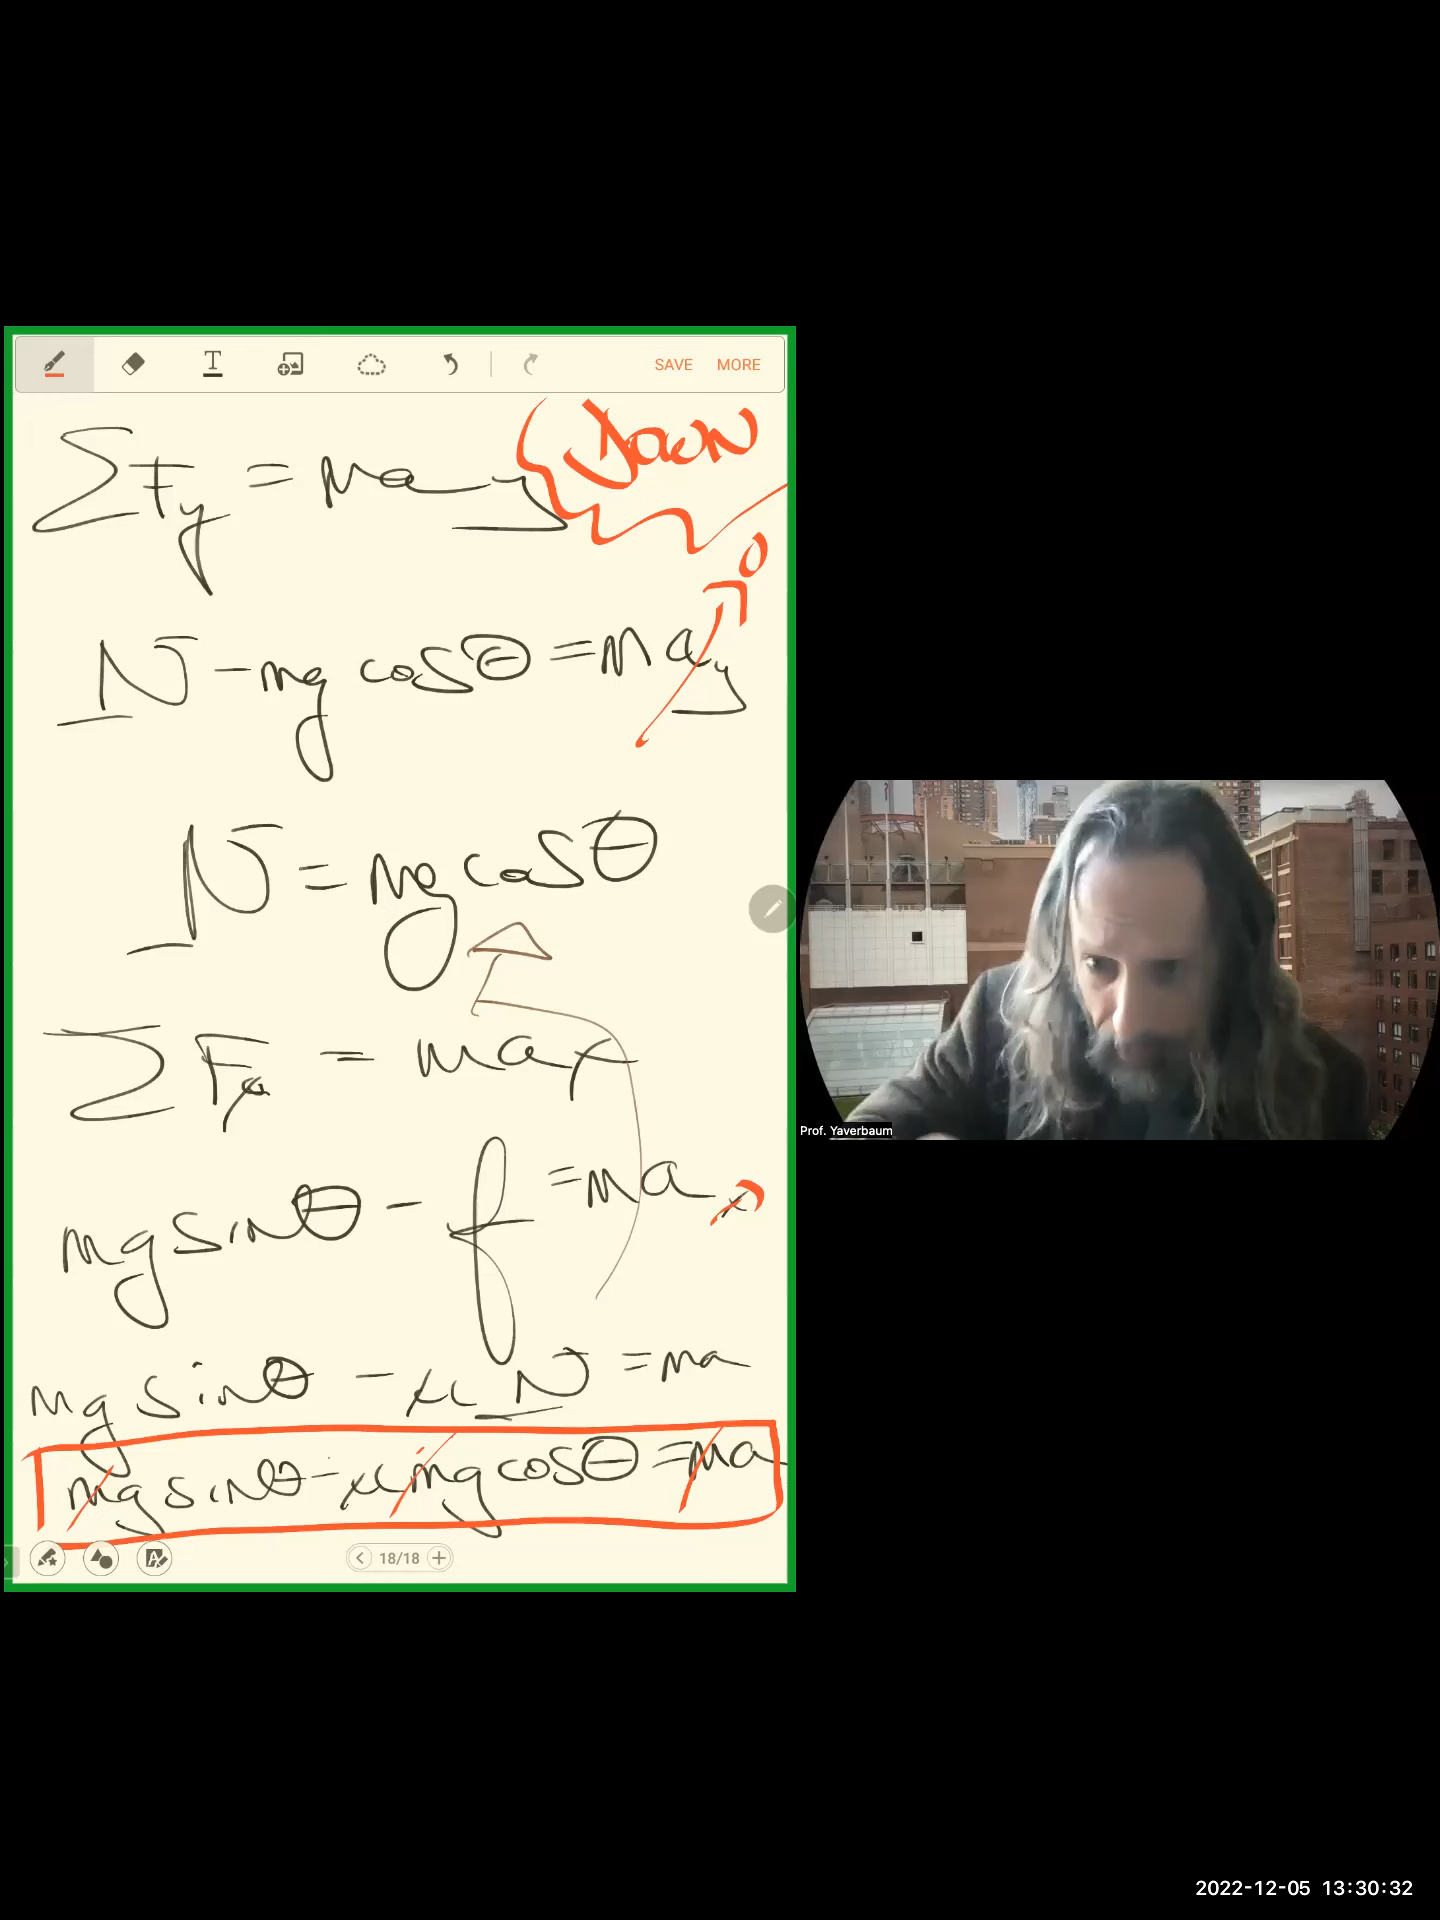 SAVE MORE
DOWN
ΣFy = may
0
N - mg cosθ = may
N = mg cosθ
ΣFx = max
mg sinθ - f = max
mg sinθ - μN = ma
mg sinθ - μmg cosθ = ma
18/18
Prof. Yaverbaum
2022-12-05 13:30:32